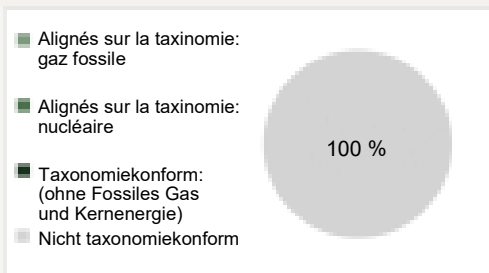 Alignés sur la taxinomie:
gaz fossile
Alignés sur la taxinomie:
nucléaire
Taxonomiekonform:
(ohne Fossiles Gas
und Kernenergie)
Nicht taxonomiekonform
100 %